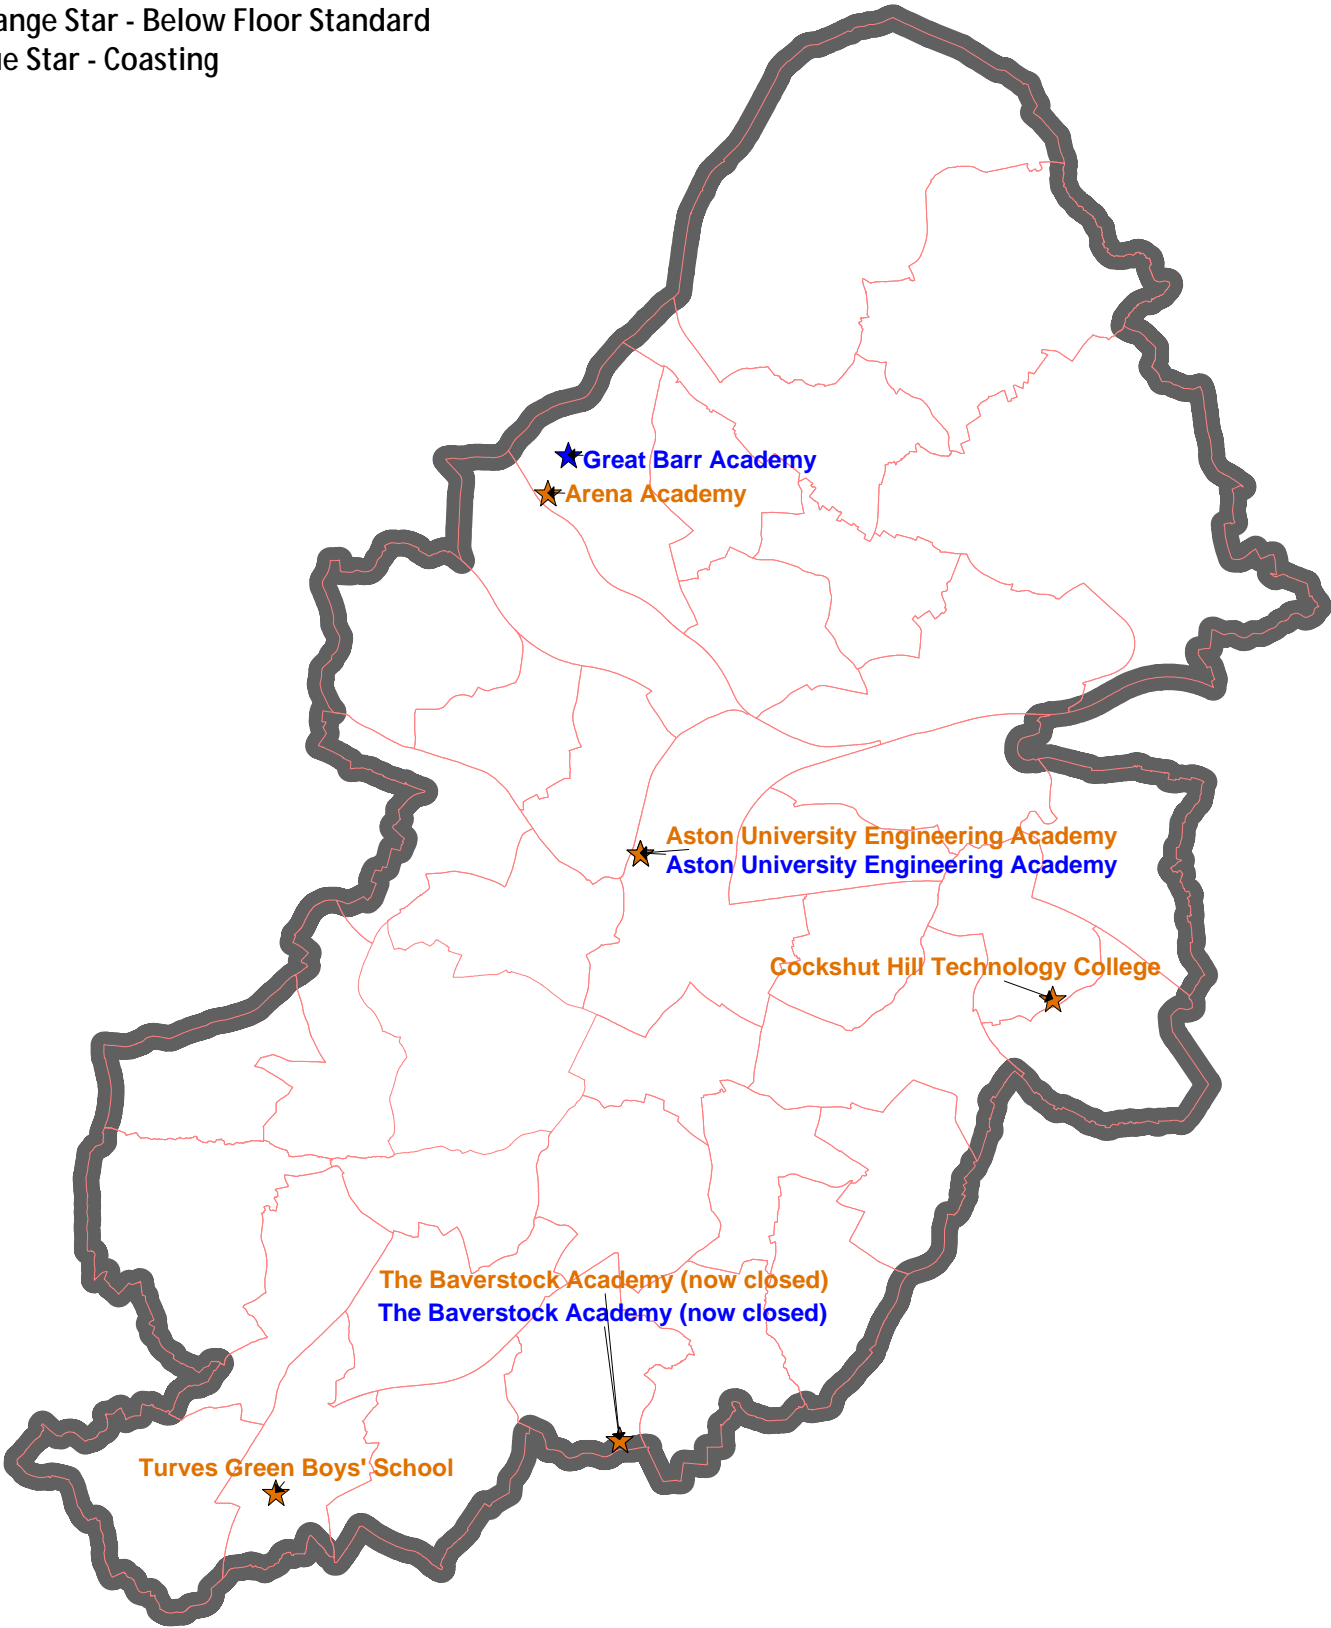 ange Star - Below Floor Standard
e Star - Coasting
Great Barr Academy
Arena Academy
Aston University Engineering Academy
Aston University Engineering Academy
Cockshut Hill Technology College
The Baverstock Academy (now closed)
The Baverstock Academy (now closed)
Turves Green Boys' School